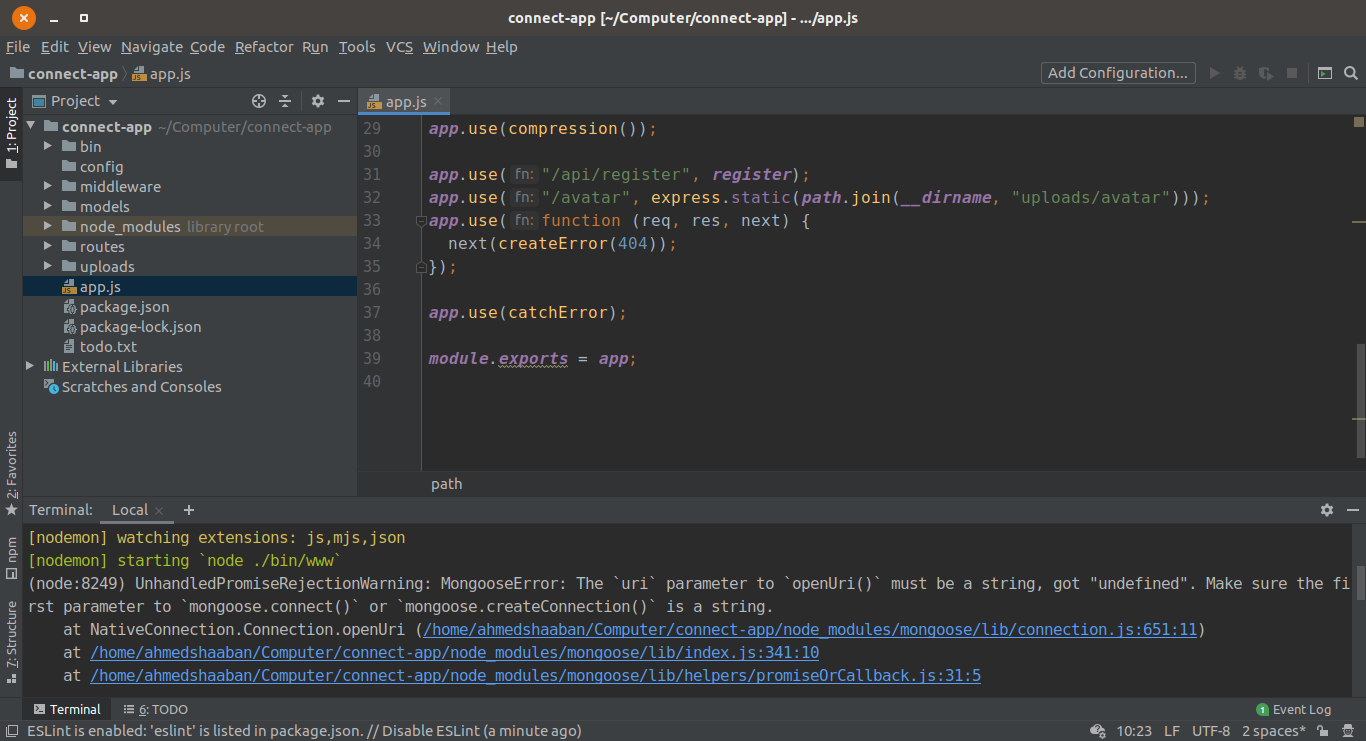 connect-app [~/Computer/connect-app] - .../app.js
File Edit View Navigate Code Refactor Run Tools VCS Window Help
connect-app app.js
Add Configuration...
1: Project
2: Favorites
npm
7: Structure
Project
connect-app ~/Computer/connect-app
bin
config
middleware
models
node_modules library root
routes
uploads
app.js
package.json
package-lock.json
todo.txt
External Libraries
Scratches and Consoles
app.js
29 app.use(compression());
30
31 app.use( fn: "/api/register", register);
32 app.use( fn: "/avatar", express.static(path.join(__dirname, "uploads/avatar")));
33 app.use( fn: function (req, res, next) {
34 next(createError(404));
35 });
36
37 app.use(catchError);
38
39 module.exports = app;
40
path
Terminal: Local +
[nodemon] watching extensions: js,mjs,json
[nodemon] starting `node ./bin/www`
(node:8249) UnhandledPromiseRejectionWarning: MongooseError: The `uri` parameter to `openUri()` must be a string, got "undefined". Make sure the fi
rst parameter to `mongoose.connect()` or `mongoose.createConnection()` is a string.
at NativeConnection.Connection.openUri (/home/ahmedshaaban/Computer/connect-app/node_modules/mongoose/lib/connection.js:651:11)
at /home/ahmedshaaban/Computer/connect-app/node_modules/mongoose/lib/index.js:341:10
at /home/ahmedshaaban/Computer/connect-app/node_modules/mongoose/lib/helpers/promiseOrCallback.js:31:5
Terminal 6: TODO 1 Event Log
ESLint is enabled: 'eslint' is listed in package.json. // Disable ESLint (a minute ago) 10:23 LF UTF-8 2 spaces*